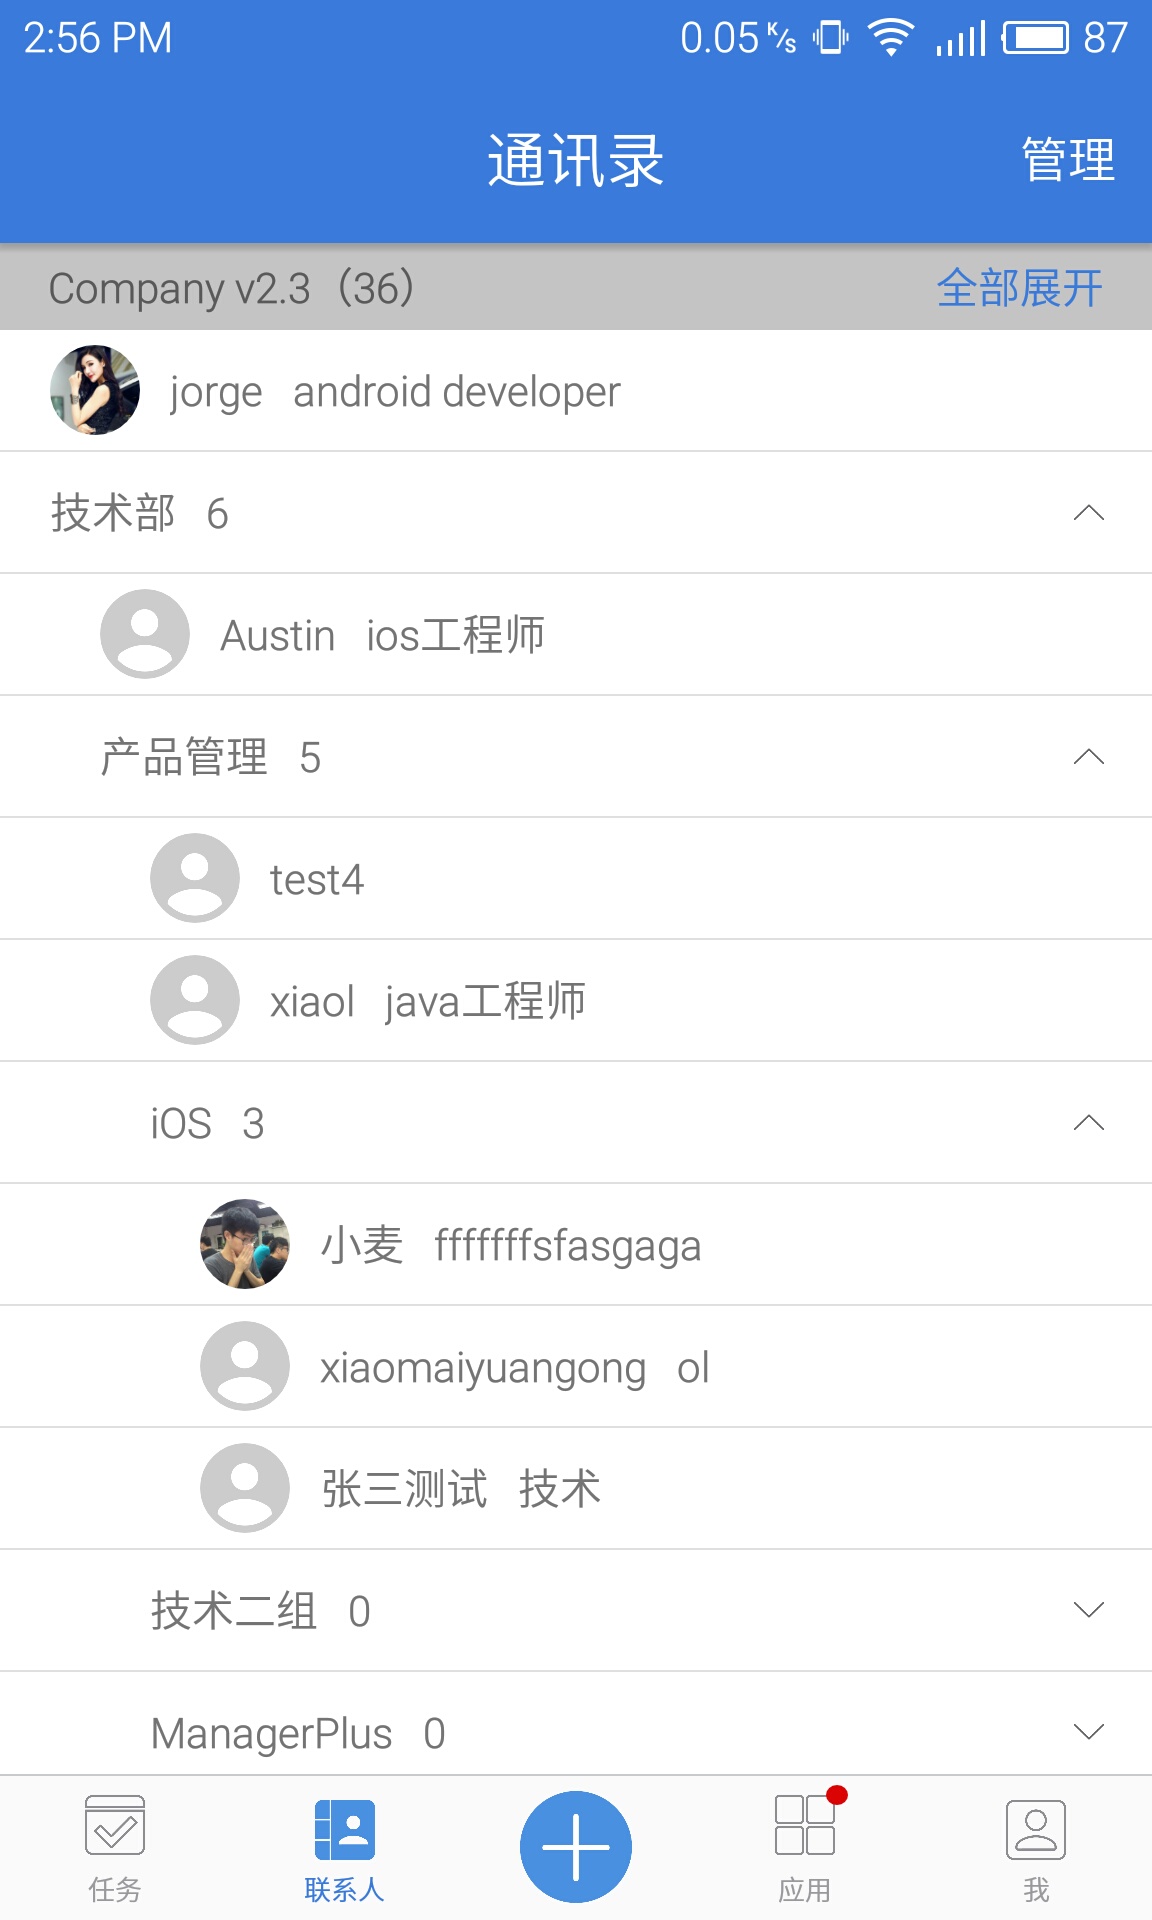 2:56 PM 0.05 K/s 87
通讯录 管理
Company v2.3（36） 全部展开
jorge android developer
技术部 6
Austin ios工程师
产品管理 5
test4
xiaol java工程师
iOS 3
小麦 fffffffsfasgaga
xiaomaiyuangong ol
张三测试 技术
技术二组 0
ManagerPlus 0
任务 联系人 应用 我